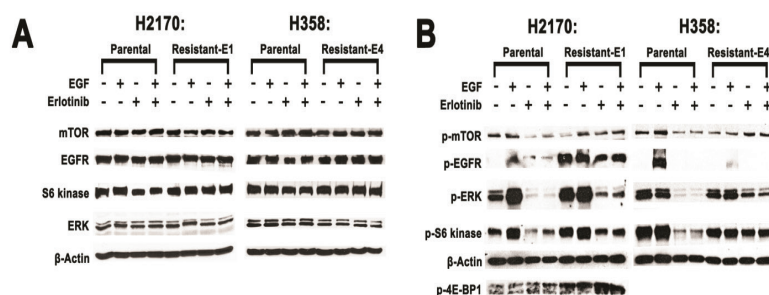 A
H2170: H358:
Parental Resistant-E1 Parental Resistant-E4
EGF - + - + - + - + - + - + - + - +
Erlotinib - - + + - - + + - - + + - - + +
mTOR
EGFR
S6 kinase
ERK
β-Actin
B
H2170: H358:
Parental Resistant-E1 Parental Resistant-E4
EGF - + - + - + - + - + - + - + - +
Erlotinib - - + + - - + + - - + + - - + +
p-mTOR
p-EGFR
p-ERK
p-S6 kinase
β-Actin
p-4E-BP1